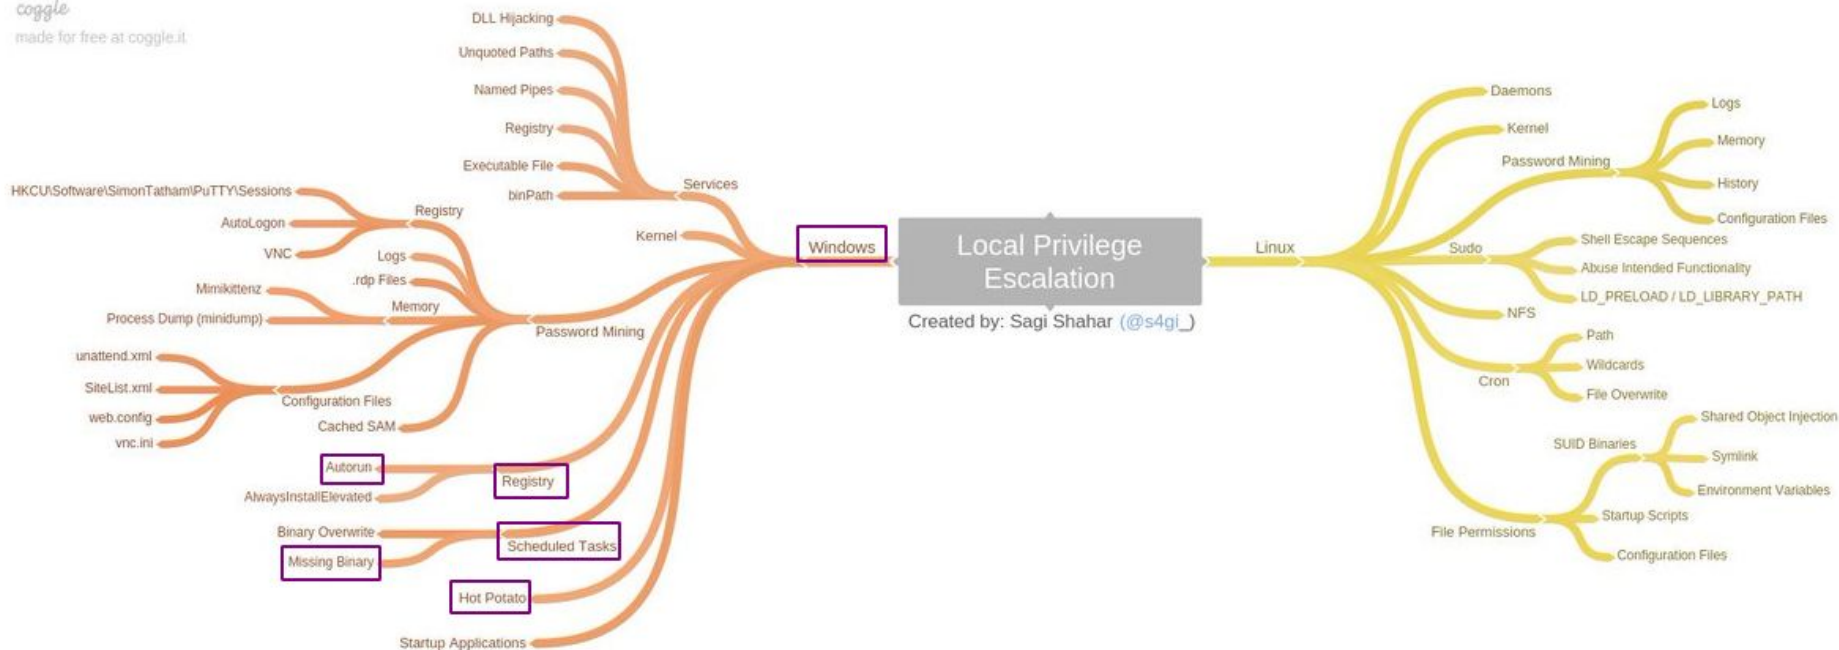 coggle
made for free at coggle.it
Local Privilege
Escalation
Created by: Sagi Shahar (@s4gi_)
Windows
Services
DLL Hijacking
Unquoted Paths
Named Pipes
Registry
Executable File
binPath
Kernel
Password Mining
Registry
HKCU\Software\SimonTatham\PuTTY\Sessions
AutoLogon
VNC
Logs
.rdp Files
Memory
Mimikittenz
Process Dump (minidump)
Configuration Files
unattend.xml
SiteList.xml
web.config
vnc.ini
Cached SAM
Registry
Autorun
AlwaysInstallElevated
Scheduled Tasks
Binary Overwrite
Missing Binary
Hot Potato
Startup Applications
Linux
Daemons
Kernel
Password Mining
Logs
Memory
History
Configuration Files
Sudo
Shell Escape Sequences
Abuse Intended Functionality
LD_PRELOAD / LD_LIBRARY_PATH
NFS
Cron
Path
Wildcards
File Overwrite
File Permissions
SUID Binaries
Shared Object Injection
Symlink
Environment Variables
Startup Scripts
Configuration Files